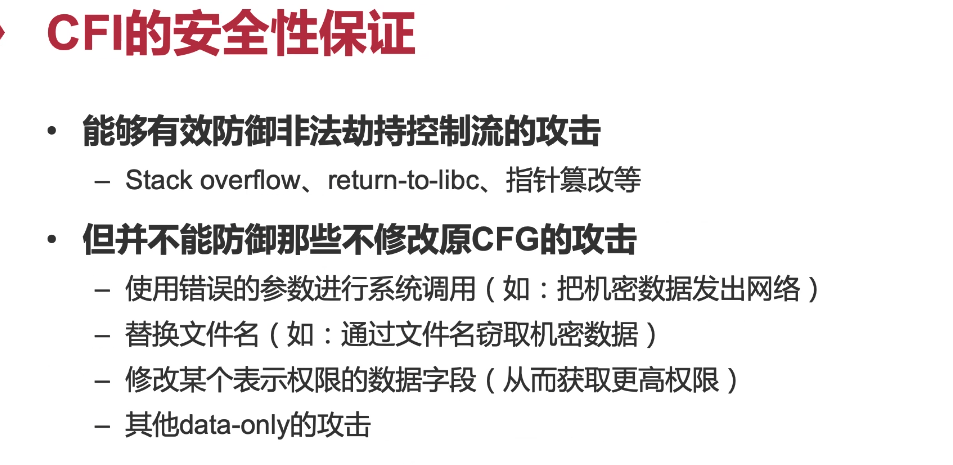 CFI的安全性保证
• 能够有效防御非法劫持控制流的攻击
– Stack overflow、return-to-libc、指针篡改等
• 但并不能防御那些不修改原CFG的攻击
– 使用错误的参数进行系统调用（如：把机密数据发出网络）
– 替换文件名（如：通过文件名窃取机密数据）
– 修改某个表示权限的数据字段（从而获取更高权限）
– 其他data-only的攻击